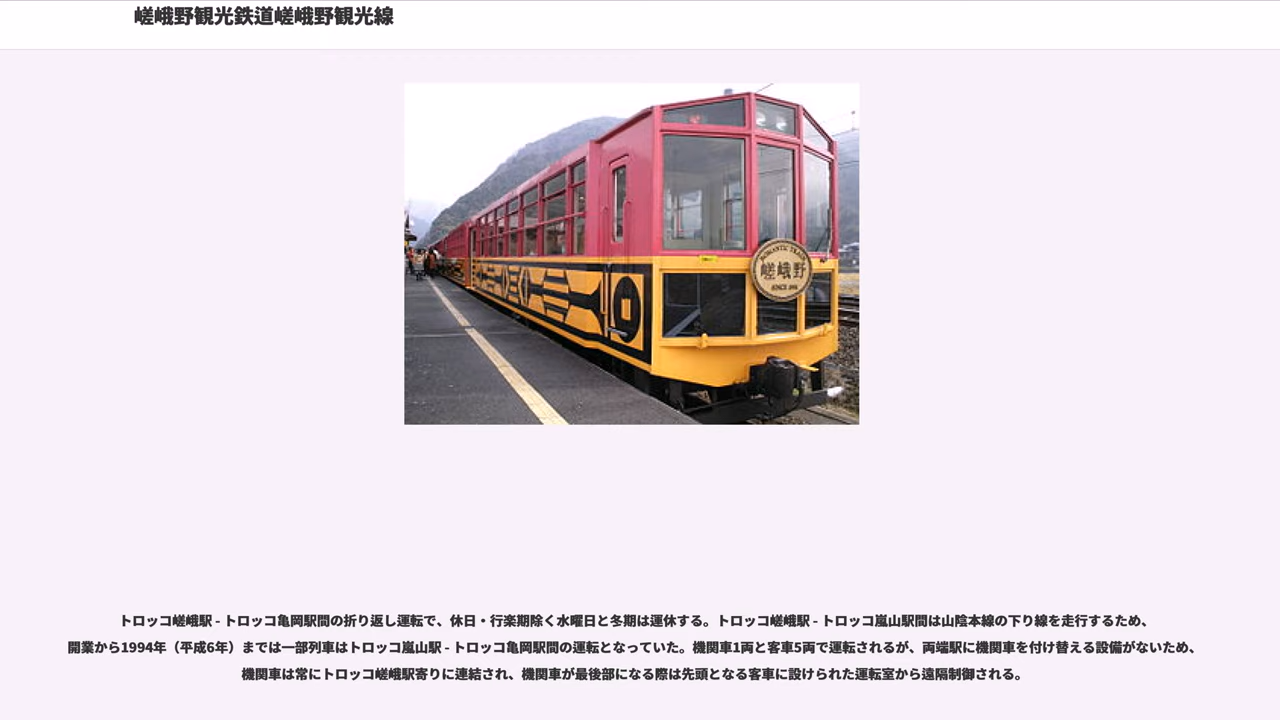 嵯峨野観光鉄道嵯峨野観光線
ROMANTIC TRAIN
嵯峨野
トロッコ嵯峨駅 - トロッコ亀岡駅間の折り返し運転で、休日・行楽期除く水曜日と冬期は運休する。トロッコ嵯峨駅 - トロッコ嵐山駅間は山陰本線の下り線を走行するため、
開業から1994年（平成6年）までは一部列車はトロッコ嵐山駅 - トロッコ亀岡駅間の運転となっていた。機関車1両と客車5両で運転されるが、両端駅に機関車を付け替える設備がないため、
機関車は常にトロッコ嵯峨駅寄りに連結され、機関車が最後部になる際は先頭となる客車に設けられた運転室から遠隔制御される。